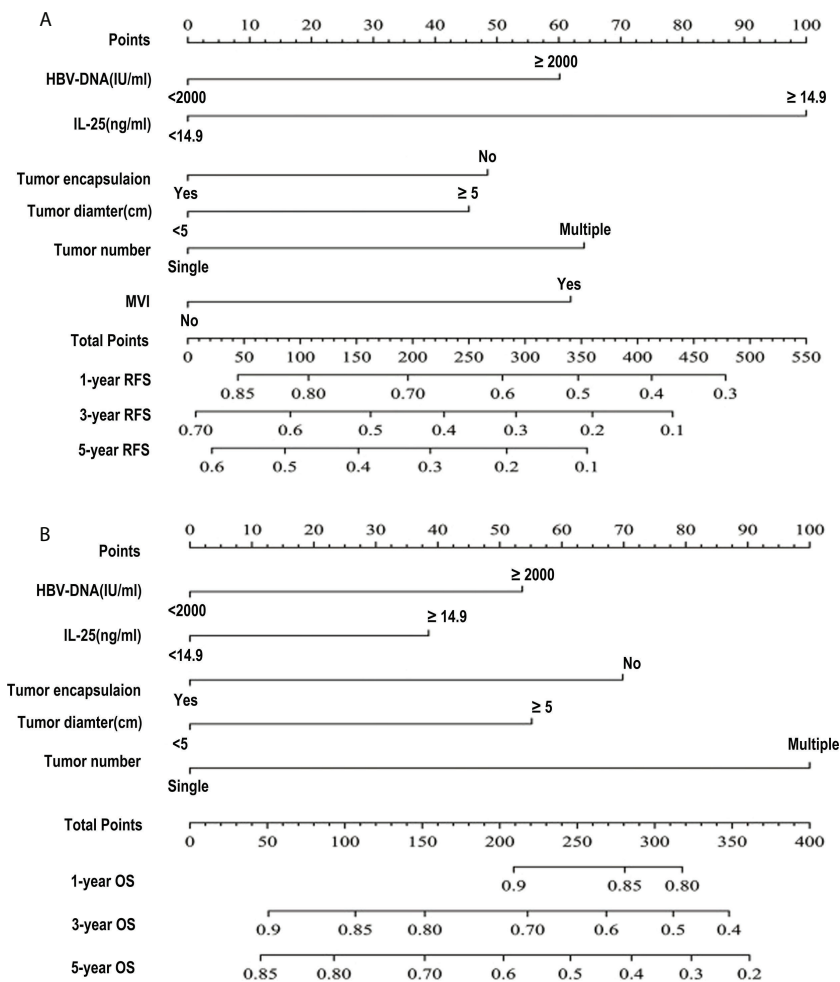 A
0 10 20 30 40 50 60 70 80 90 100
Points
≥ 2000
HBV-DNA(IU/ml)
<2000
≥ 14.9
IL-25(ng/ml)
<14.9
No
Tumor encapsulaion
Yes
≥ 5
Tumor diamter(cm)
<5
Multiple
Tumor number
Single
Yes
MVI
No
Total Points
0 50 100 150 200 250 300 350 400 450 500 550
1-year RFS
0.85 0.80 0.70 0.6 0.5 0.4 0.3
3-year RFS
0.70 0.6 0.5 0.4 0.3 0.2 0.1
5-year RFS
0.6 0.5 0.4 0.3 0.2 0.1
B
0 10 20 30 40 50 60 70 80 90 100
Points
≥ 2000
HBV-DNA(IU/ml)
<2000
≥ 14.9
IL-25(ng/ml)
<14.9
No
Tumor encapsulaion
Yes
≥ 5
Tumor diamter(cm)
<5
Multiple
Tumor number
Single
Total Points
0 50 100 150 200 250 300 350 400
1-year OS
0.9 0.85 0.80
3-year OS
0.9 0.85 0.80 0.70 0.6 0.5 0.4
5-year OS
0.85 0.80 0.70 0.6 0.5 0.4 0.3 0.2